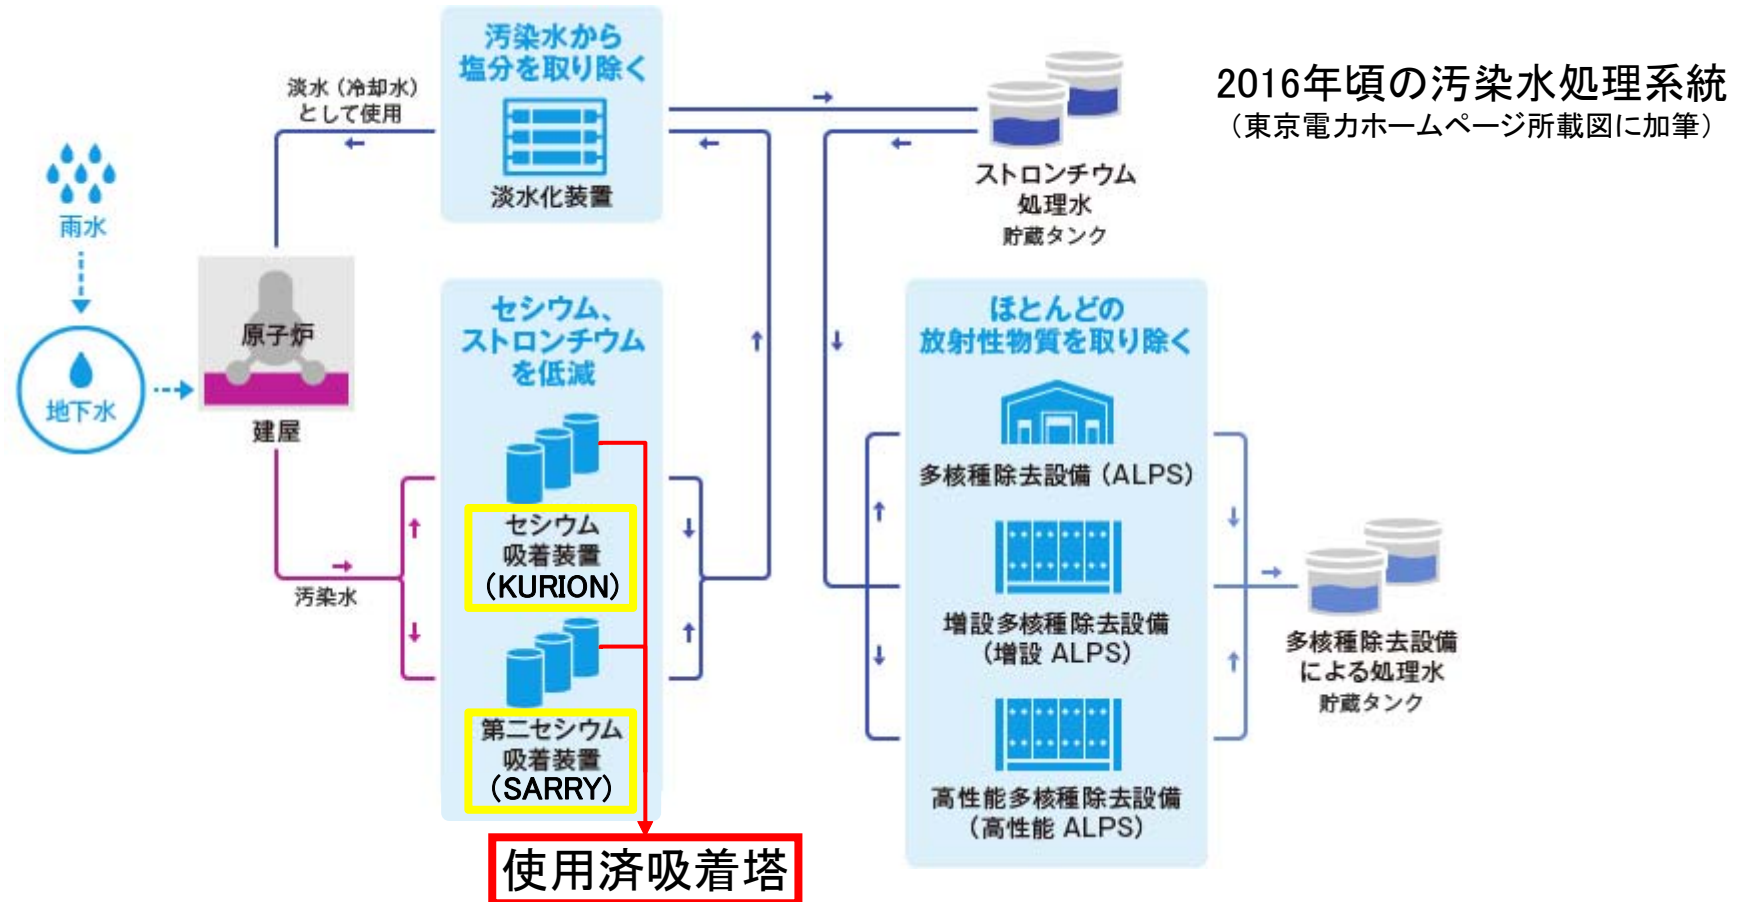 2016年頃の汚染水処理系統
（東京電力ホームページ所載図に加筆）
汚染水から
塩分を取り除く
淡水化装置
淡水（冷却水）
として使用
雨水
地下水
原子炉
建屋
汚染水
セシウム、
ストロンチウム
を低減
セシウム
吸着装置
（KURION）
第二セシウム
吸着装置
（SARRY）
使用済吸着塔
ストロンチウム
処理水
貯蔵タンク
ほとんどの
放射性物質を取り除く
多核種除去設備（ALPS）
増設多核種除去設備
（増設 ALPS）
高性能多核種除去設備
（高性能 ALPS）
多核種除去設備
による処理水
貯蔵タンク